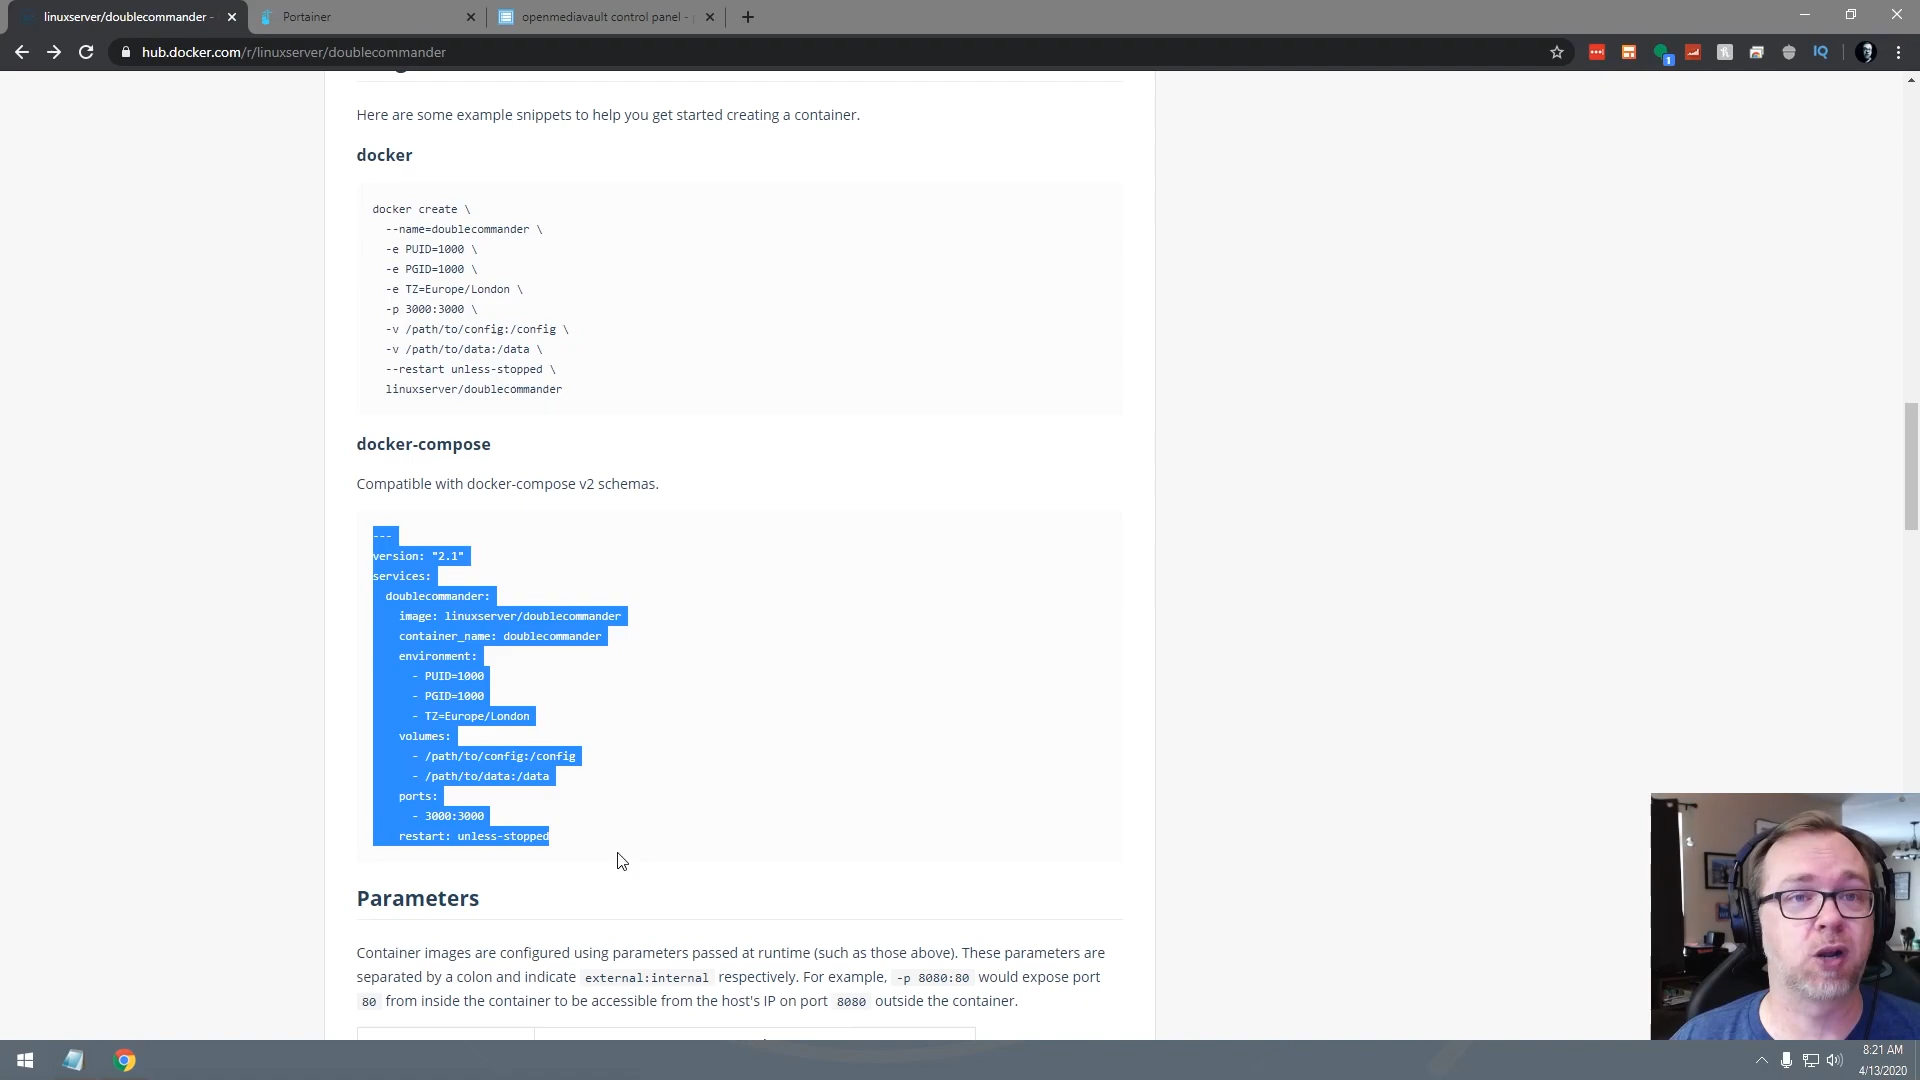 linuxserver/doublecommander -
Portainer
openmediavault control panel -
hub.docker.com/r/linuxserver/doublecommander
1
IQ
Here are some example snippets to help you get started creating a container.
docker
docker create \
--name=doublecommander \
-e PUID=1000 \
-e PGID=1000 \
-e TZ=Europe/London \
-p 3000:3000 \
-v /path/to/config:/config \
-v /path/to/data:/data \
--restart unless-stopped \
linuxserver/doublecommander
docker-compose
Compatible with docker-compose v2 schemas.
---
version: "2.1"
services:
doublecommander:
image: linuxserver/doublecommander
container_name: doublecommander
environment:
- PUID=1000
- PGID=1000
- TZ=Europe/London
volumes:
- /path/to/config:/config
- /path/to/data:/data
ports:
- 3000:3000
restart: unless-stopped
Parameters
Container images are configured using parameters passed at runtime (such as those above). These parameters are
separated by a colon and indicate external:internal respectively. For example, -p 8080:80 would expose port
80 from inside the container to be accessible from the host's IP on port 8080 outside the container.
8:21 AM
4/13/2020